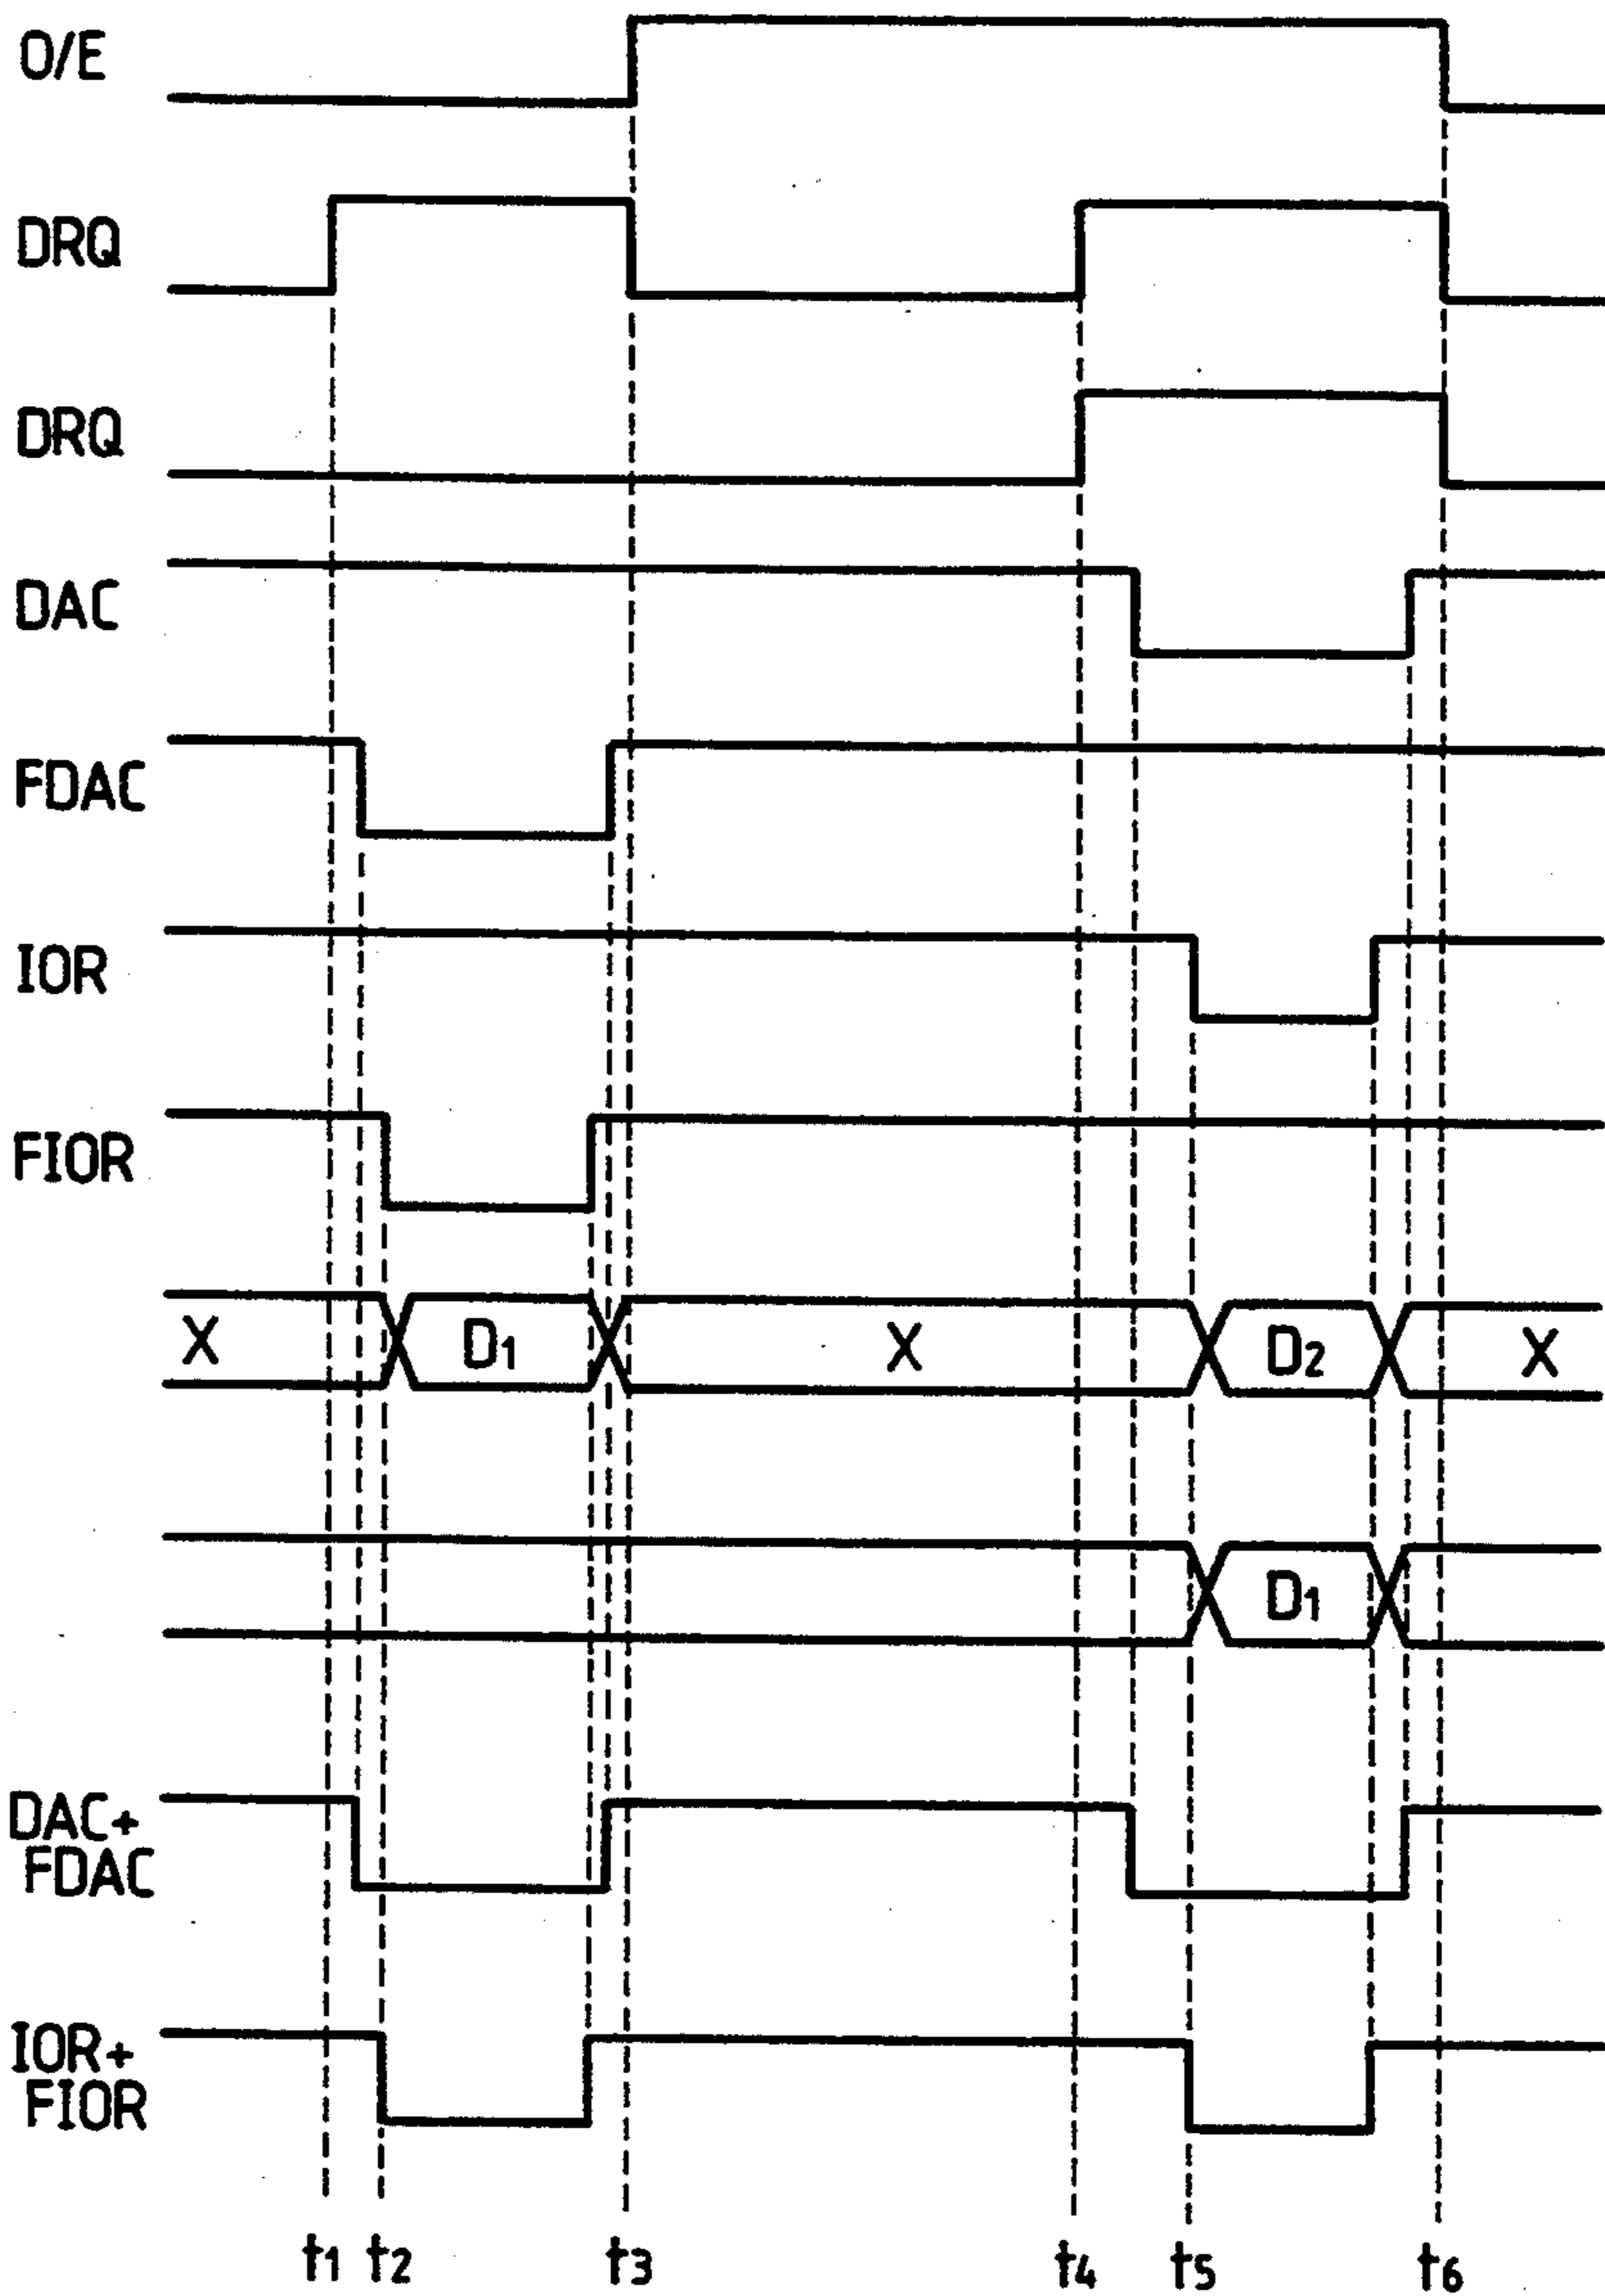 O/E
DRQ
DRQ
DAC
FDAC
IOR
FIOR
X D1 X D2 X
D1
DAC+
FDAC
IOR+
FIOR
t1 t2 t3 t4 t5 t6